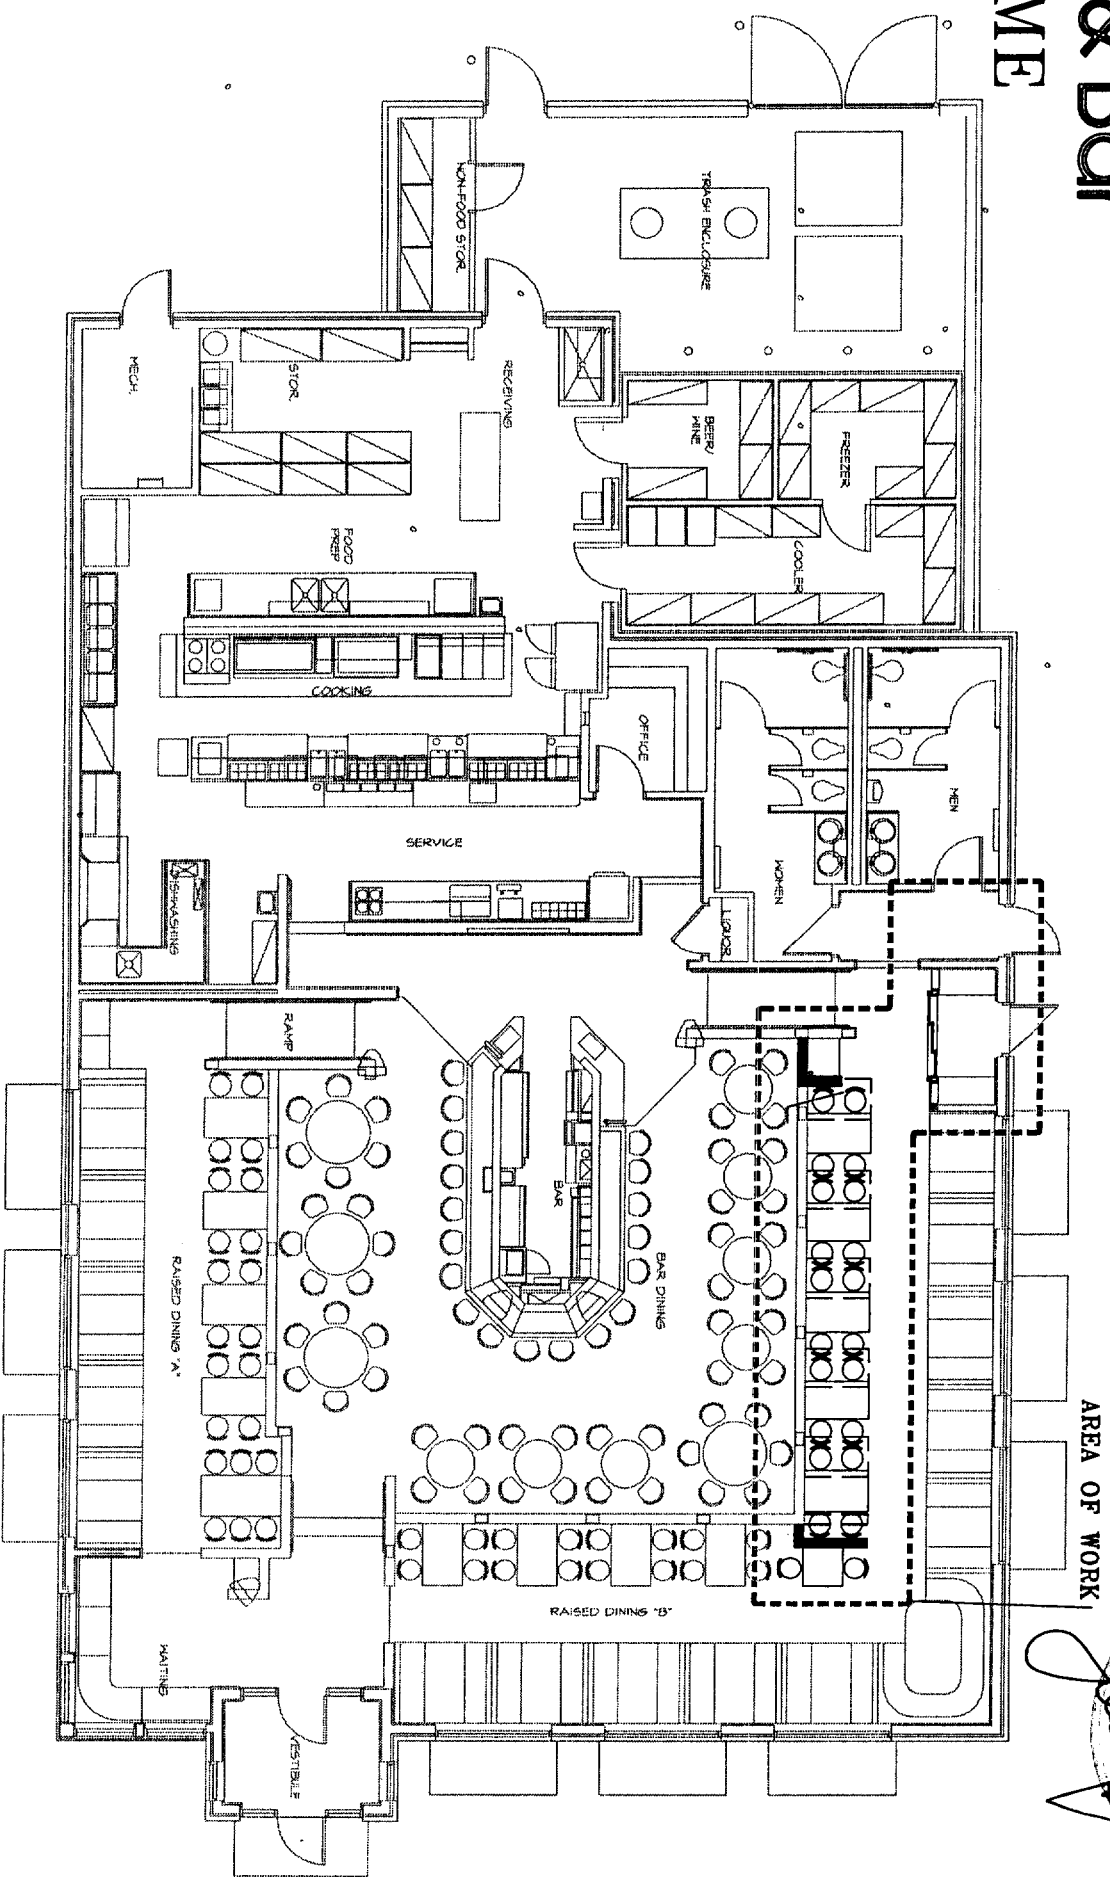 & Bar
ME
NON-FOOD STOR.
TRASH ENCLOSURE
MECH.
STOR.
RECEIVING
BEER/
WINE
FREEZER
FOOD
PREP
COOLER
COOKING
OFFICE
MEN
SERVICE
WOMEN
DISHWASHING
LIQUOR
RAMP
BAR
BAR DINING
RAISED DINING "A"
AREA OF WORK
RAISED DINING "B"
WAITING
VESTIBULE